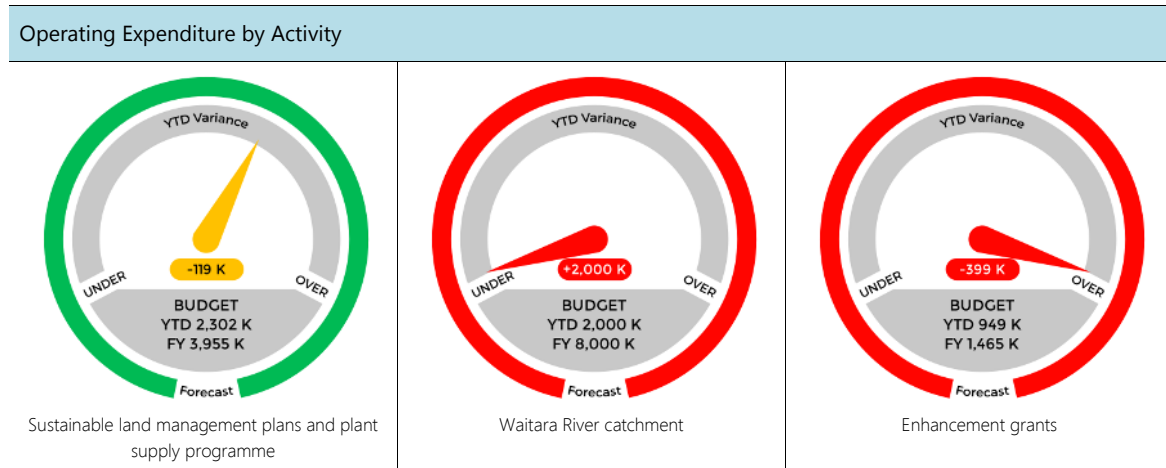 Operating Expenditure by Activity
YTD Variance
-119 K
UNDER
OVER
BUDGET
YTD 2,302 K
FY 3,955 K
Forecast
Sustainable land management plans and plant
supply programme
YTD Variance
+2,000 K
UNDER
OVER
BUDGET
YTD 2,000 K
FY 8,000 K
Forecast
Waitara River catchment
YTD Variance
-399 K
UNDER
OVER
BUDGET
YTD 949 K
FY 1,465 K
Forecast
Enhancement grants